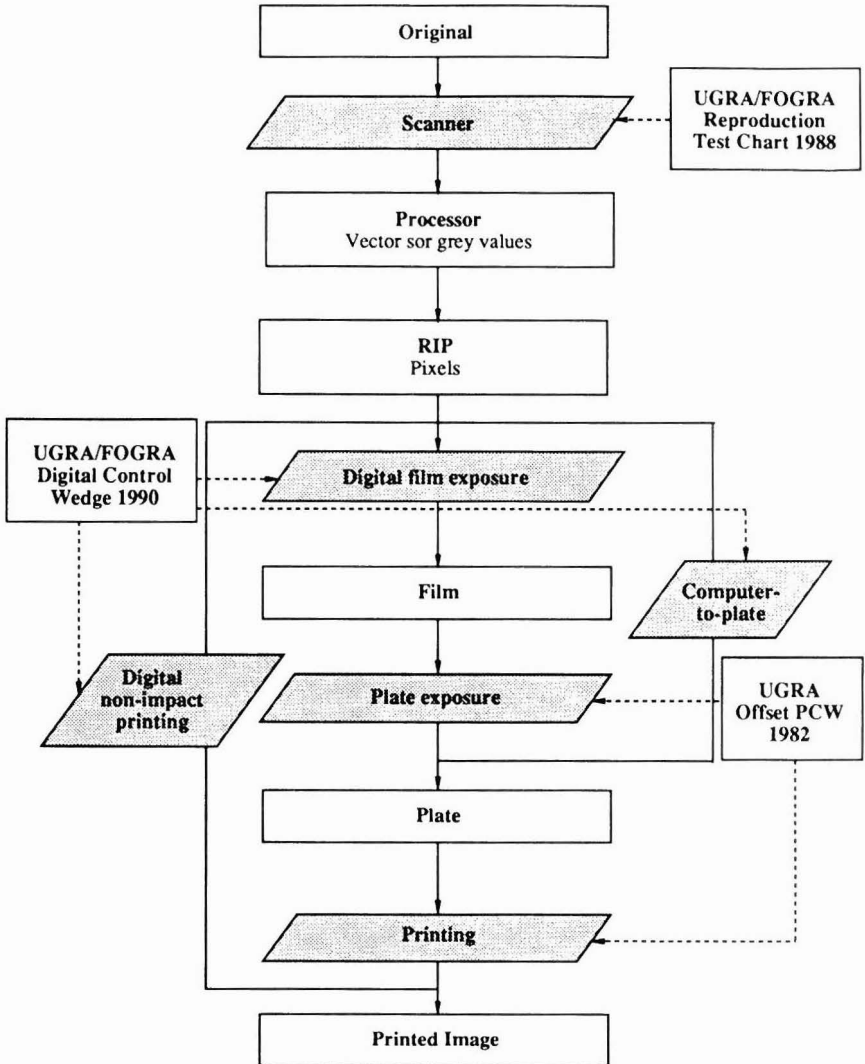 Original
Scanner
UGRA/FOGRA
Reproduction
Test Chart 1988
Processor
Vector sor grey values
RIP
Pixels
UGRA/FOGRA
Digital Control
Wedge 1990
Digital film exposure
Film
Computer-
to-plate
Digital
non-impact
printing
Plate exposure
UGRA
Offset PCW
1982
Plate
Printing
Printed Image